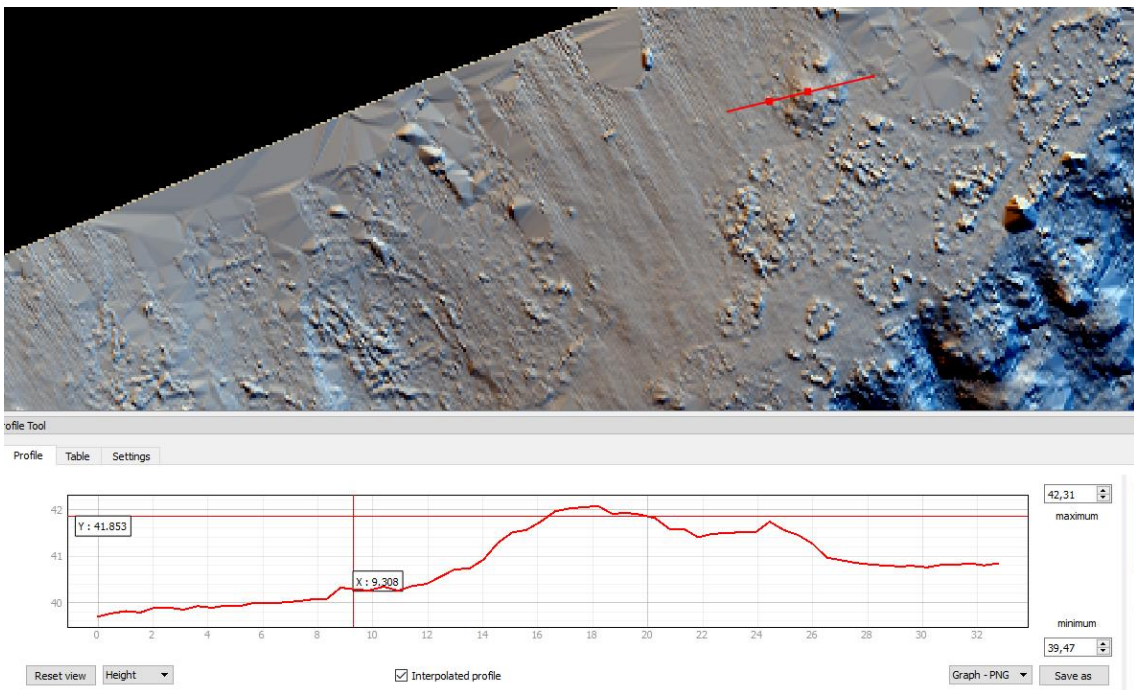 rofile Tool
Profile Table Settings
42
41
40
Y : 41.853
X : 9.308
0 2 4 6 8 10 12 14 16 18 20 22 24 26 28 30 32
42,31
maximum
minimum
39,47
Reset view Height Interpolated profile Graph - PNG Save as